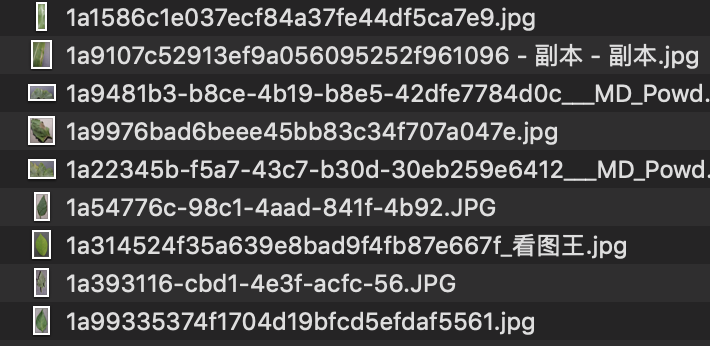 1a1586c1e037ecf84a37fe44df5ca7e9.jpg
1a9107c52913ef9a056095252f961096 - 副本 - 副本.jpg
1a9481b3-b8ce-4b19-b8e5-42dfe7784d0c___MD_Powd.
1a9976bad6beee45bb83c34f707a047e.jpg
1a22345b-f5a7-43c7-b30d-30eb259e6412___MD_Powd.
1a54776c-98c1-4aad-841f-4b92.JPG
1a314524f35a639e8bad9f4fb87e667f_看图王.jpg
1a393116-cbd1-4e3f-acfc-56.JPG
1a99335374f1704d19bfcd5efdaf5561.jpg